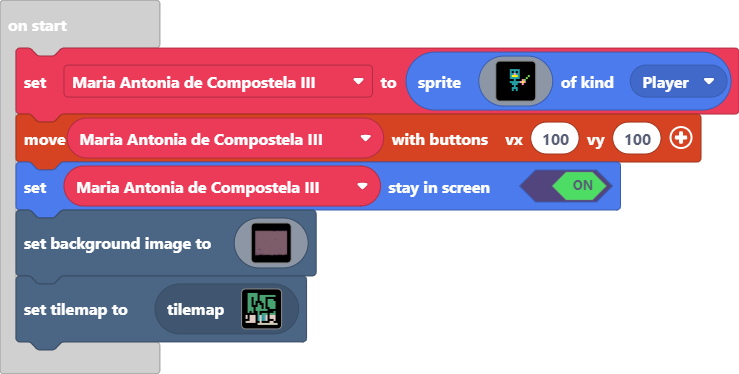 on start
set Maria Antonia de Compostela III to sprite of kind Player
move Maria Antonia de Compostela III with buttons vx 100 vy 100
set Maria Antonia de Compostela III stay in screen ON
set background image to
set tilemap to tilemap